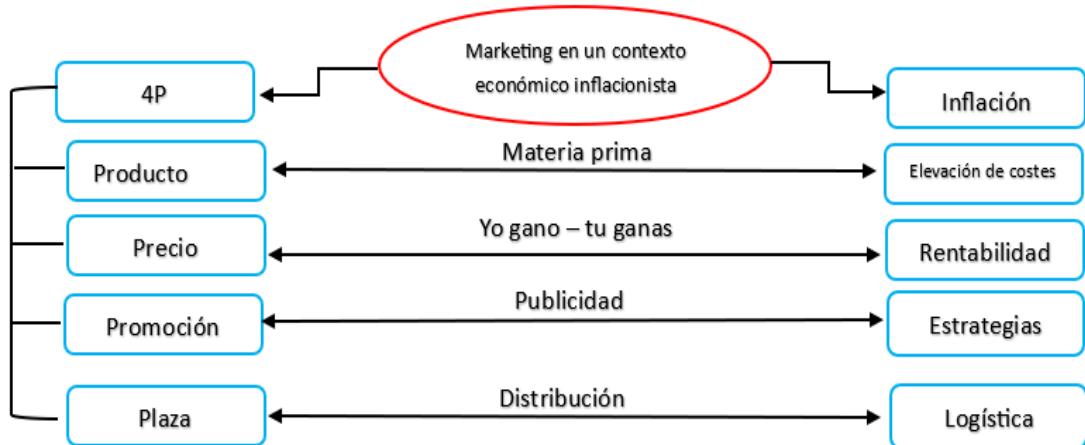 Marketing en un contexto
económico inflacionista
4P
Inflación
Producto
Materia prima
Elevación de costes
Precio
Yo gano – tu ganas
Rentabilidad
Promoción
Publicidad
Estrategias
Plaza
Distribución
Logística